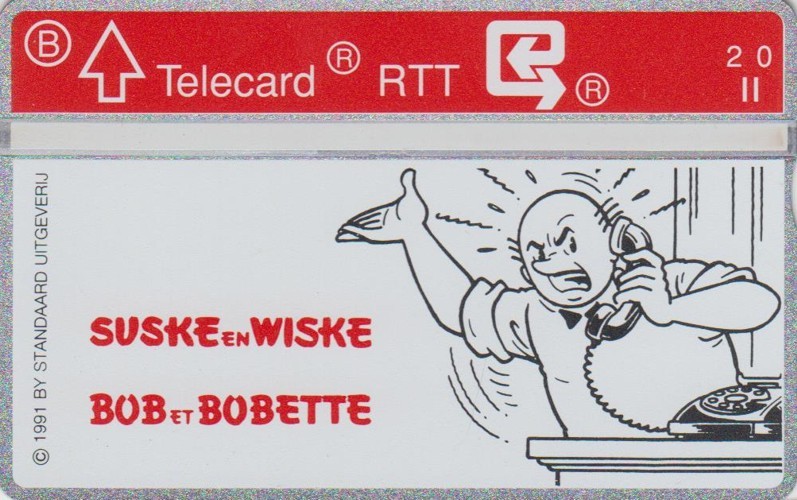 B Telecard ® RTT ®
20
II
© 1991 BY STANDAARD UITGEVERIJ
SUSKE EN WISKE
BOB ET BOBETTE